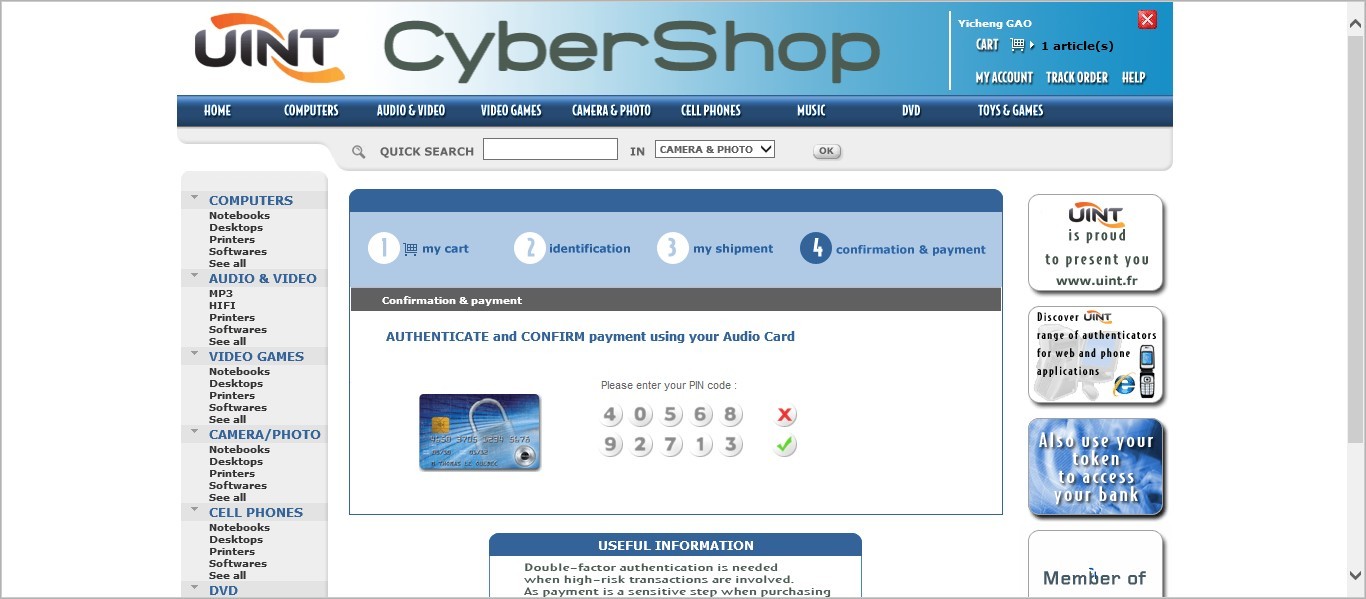 UINT CyberShop
Yicheng GAO
CART 1 article(s)
MY ACCOUNT TRACK ORDER HELP
HOME COMPUTERS AUDIO & VIDEO VIDEO GAMES CAMERA & PHOTO CELL PHONES MUSIC DVD TOYS & GAMES
QUICK SEARCH IN CAMERA & PHOTO OK
COMPUTERS
Notebooks
Desktops
Printers
Softwares
See all
AUDIO & VIDEO
MP3
HIFI
Printers
Softwares
See all
VIDEO GAMES
Notebooks
Desktops
Printers
Softwares
See all
CAMERA/PHOTO
Notebooks
Desktops
Printers
Softwares
See all
CELL PHONES
Notebooks
Desktops
Printers
Softwares
See all
DVD
1 my cart 2 identification 3 my shipment 4 confirmation & payment
Confirmation & payment
AUTHENTICATE and CONFIRM payment using your Audio Card
Please enter your PIN code :
4 0 5 6 8 X
9 2 7 1 3
USEFUL INFORMATION
Double-factor authentication is needed
when high-risk transactions are involved.
As payment is a sensitive step when purchasing
UINT
is proud
to present you
www.uint.fr
Discover UINT
range of authenticators
for web and phone
applications
Also use your
token
to access
your bank
Member of